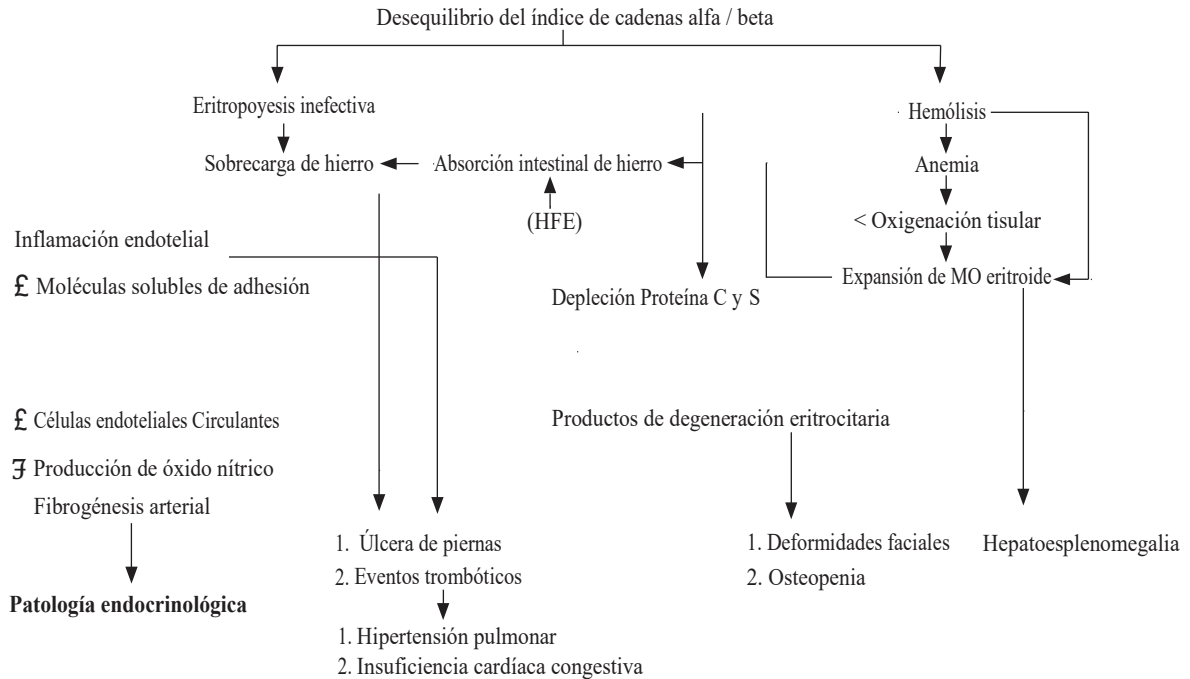 Desequilibrio del índice de cadenas alfa / beta
Eritropoyesis inefectiva
Hemólisis
Sobrecarga de hierro
Absorción intestinal de hierro
Anemia
(HFE)
< Oxigenación tisular
Inflamación endotelial
Expansión de MO eritroide
£ Moléculas solubles de adhesión
Depleción Proteína C y S
£ Células endoteliales Circulantes
Productos de degeneración eritrocitaria
Ƒ Producción de óxido nítrico
Fibrogénesis arterial
1. Úlcera de piernas
2. Eventos trombóticos
1. Deformidades faciales
2. Osteopenia
Hepatoesplenomegalia
Patología endocrinológica
1. Hipertensión pulmonar
2. Insuficiencia cardíaca congestiva